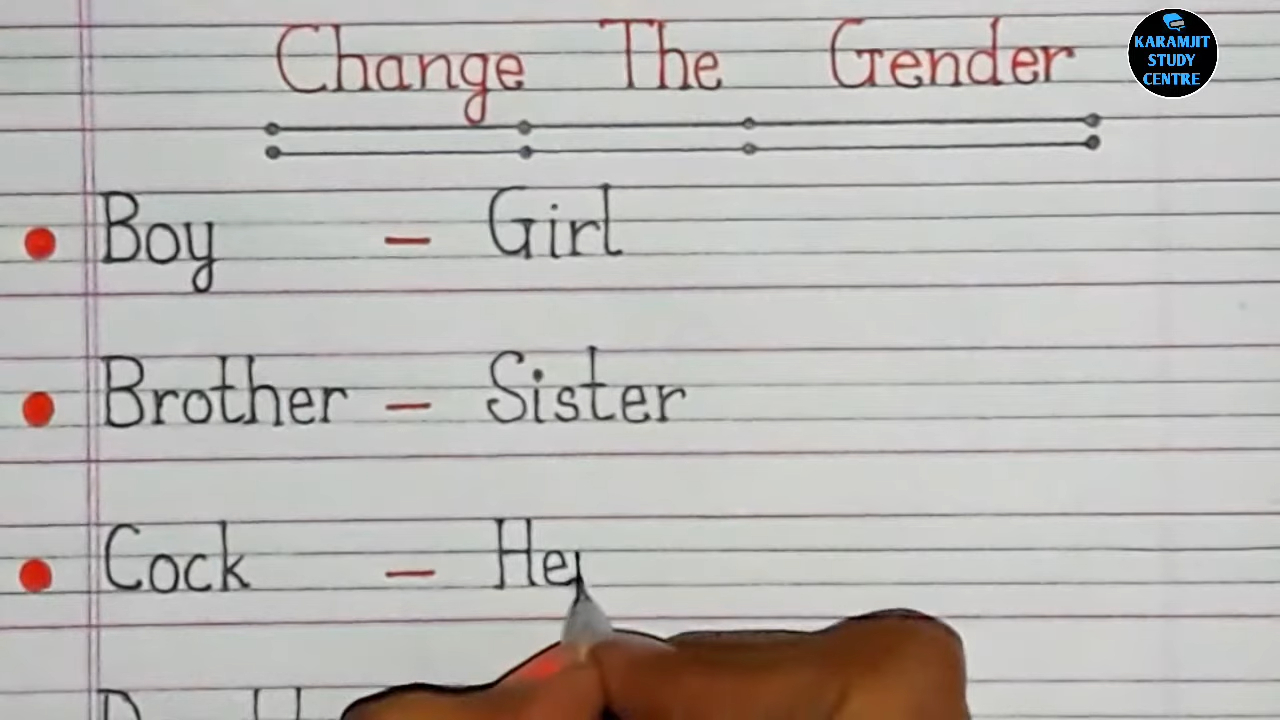 Change The Gender
KARAMJIT
STUDY
CENTRE
Boy - Girl
Brother - Sister
Cock - He